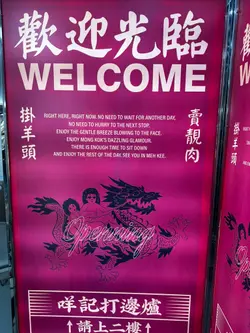 歡迎光臨
WELCOME
掛羊頭
賣靚肉
RIGHT HERE, RIGHT NOW. NO NEED TO WAIT FOR ANOTHER DAY.
NO NEED TO HURRY TO THE NEXT STOP.
ENJOY THE GENTLE BREEZE BLOWING TO THE FACE.
ENJOY MONG KOK'S DAZZLING GLAMOUR.
THERE IS ENOUGH TIME TO SIT DOWN
AND ENJOY THE REST OF THE DAY. SEE YOU IN MEH KEE.
Openning
咩記打邊爐
↑請上二樓↑